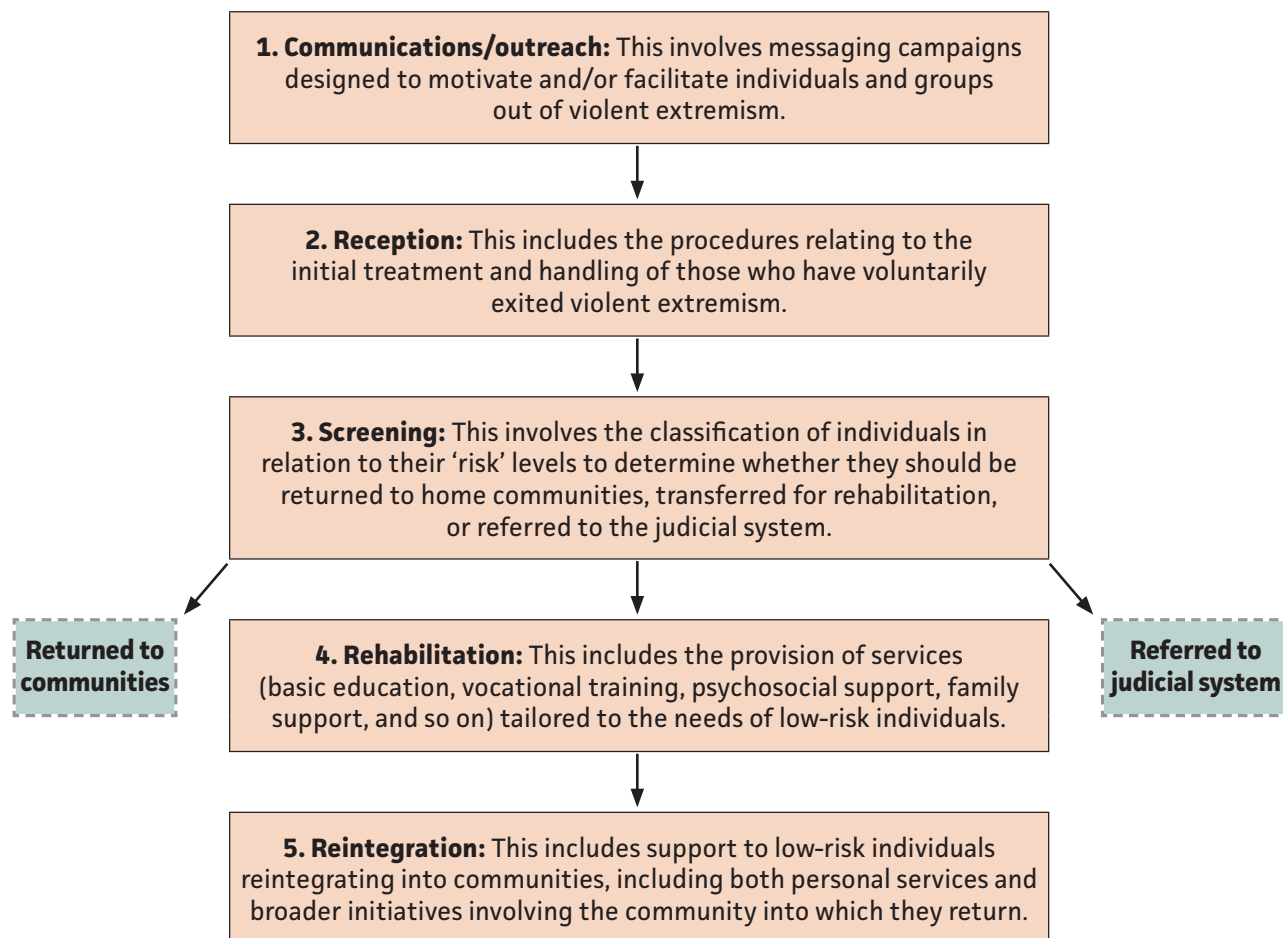 1. Communications/outreach: This involves messaging campaigns
designed to motivate and/or facilitate individuals and groups
out of violent extremism.
2. Reception: This includes the procedures relating to the
initial treatment and handling of those who have voluntarily
exited violent extremism.
3. Screening: This involves the classification of individuals in
relation to their ‘risk’ levels to determine whether they should be
returned to home communities, transferred for rehabilitation,
or referred to the judicial system.
Returned to
communities
4. Rehabilitation: This includes the provision of services
(basic education, vocational training, psychosocial support, family
support, and so on) tailored to the needs of low-risk individuals.
Referred to
judicial system
5. Reintegration: This includes support to low-risk individuals
reintegrating into communities, including both personal services and
broader initiatives involving the community into which they return.